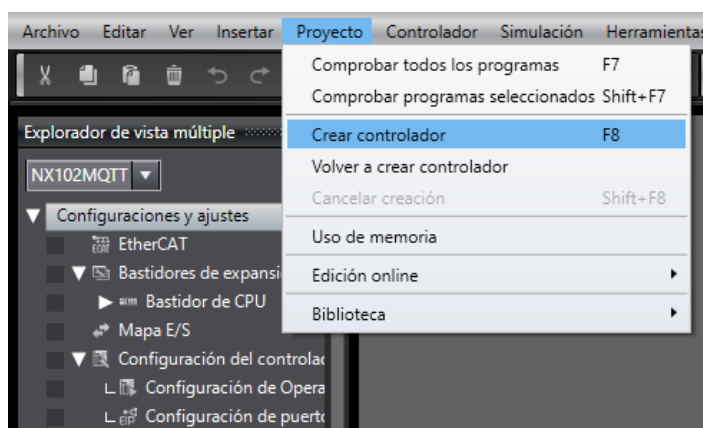 Archivo Editar Ver Insertar Proyecto Controlador Simulación Herramientas
Comprobar todos los programas F7
Comprobar programas seleccionados Shift+F7
Crear controlador F8
Volver a crear controlador
Cancelar creación Shift+F8
Uso de memoria
Edición online
Biblioteca
Explorador de vista múltiple
NX102MQTT
Configuraciones y ajustes
EtherCAT
Bastidores de expansi
Bastidor de CPU
Mapa E/S
Configuración del controlad
Configuración de Opera
Configuración de puerto